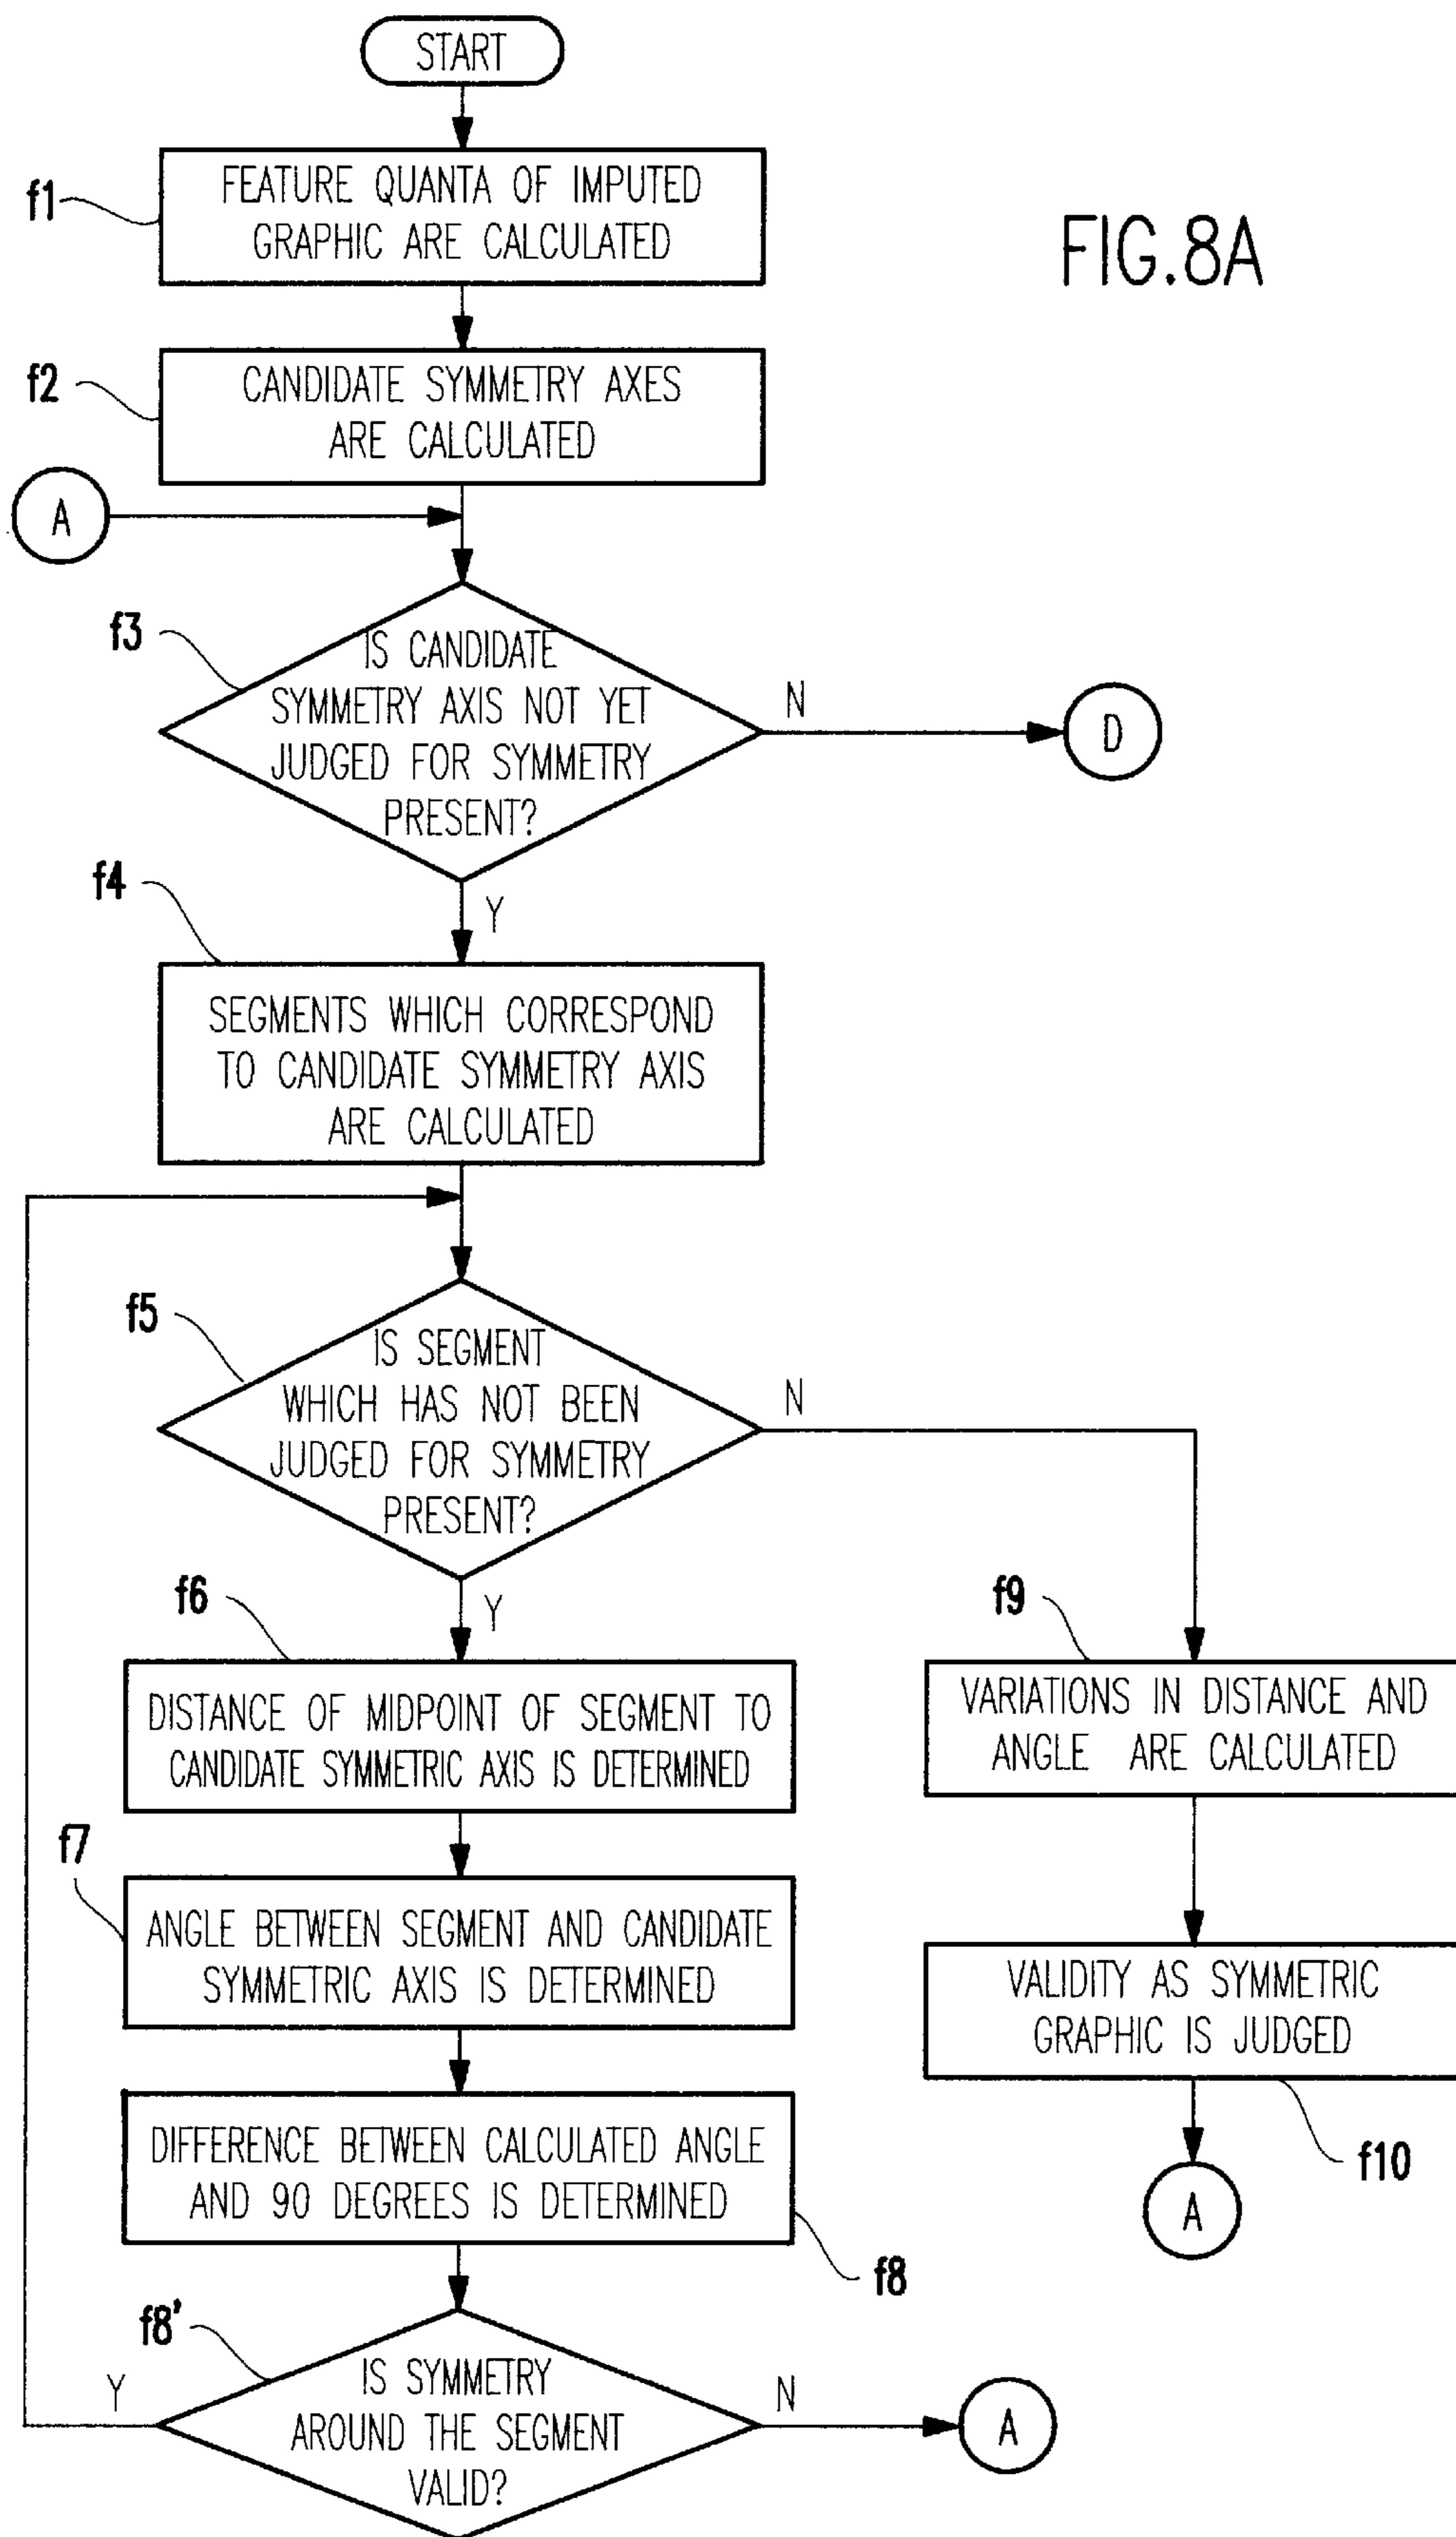 START
f1
FEATURE QUANTA OF IMPUTED
GRAPHIC ARE CALCULATED
FIG.8A
f2
CANDIDATE SYMMETRY AXES
ARE CALCULATED
A
f3
IS CANDIDATE
SYMMETRY AXIS NOT YET
JUDGED FOR SYMMETRY
PRESENT?
N
D
Y
f4
SEGMENTS WHICH CORRESPOND
TO CANDIDATE SYMMETRY AXIS
ARE CALCULATED
f5
IS SEGMENT
WHICH HAS NOT BEEN
JUDGED FOR SYMMETRY
PRESENT?
N
Y
f6
DISTANCE OF MIDPOINT OF SEGMENT TO
CANDIDATE SYMMETRIC AXIS IS DETERMINED
f9
VARIATIONS IN DISTANCE AND
ANGLE ARE CALCULATED
f7
ANGLE BETWEEN SEGMENT AND CANDIDATE
SYMMETRIC AXIS IS DETERMINED
VALIDITY AS SYMMETRIC
GRAPHIC IS JUDGED
f10
A
DIFFERENCE BETWEEN CALCULATED ANGLE
AND 90 DEGREES IS DETERMINED
f8
f8'
IS SYMMETRY
AROUND THE SEGMENT
VALID?
Y
N
A